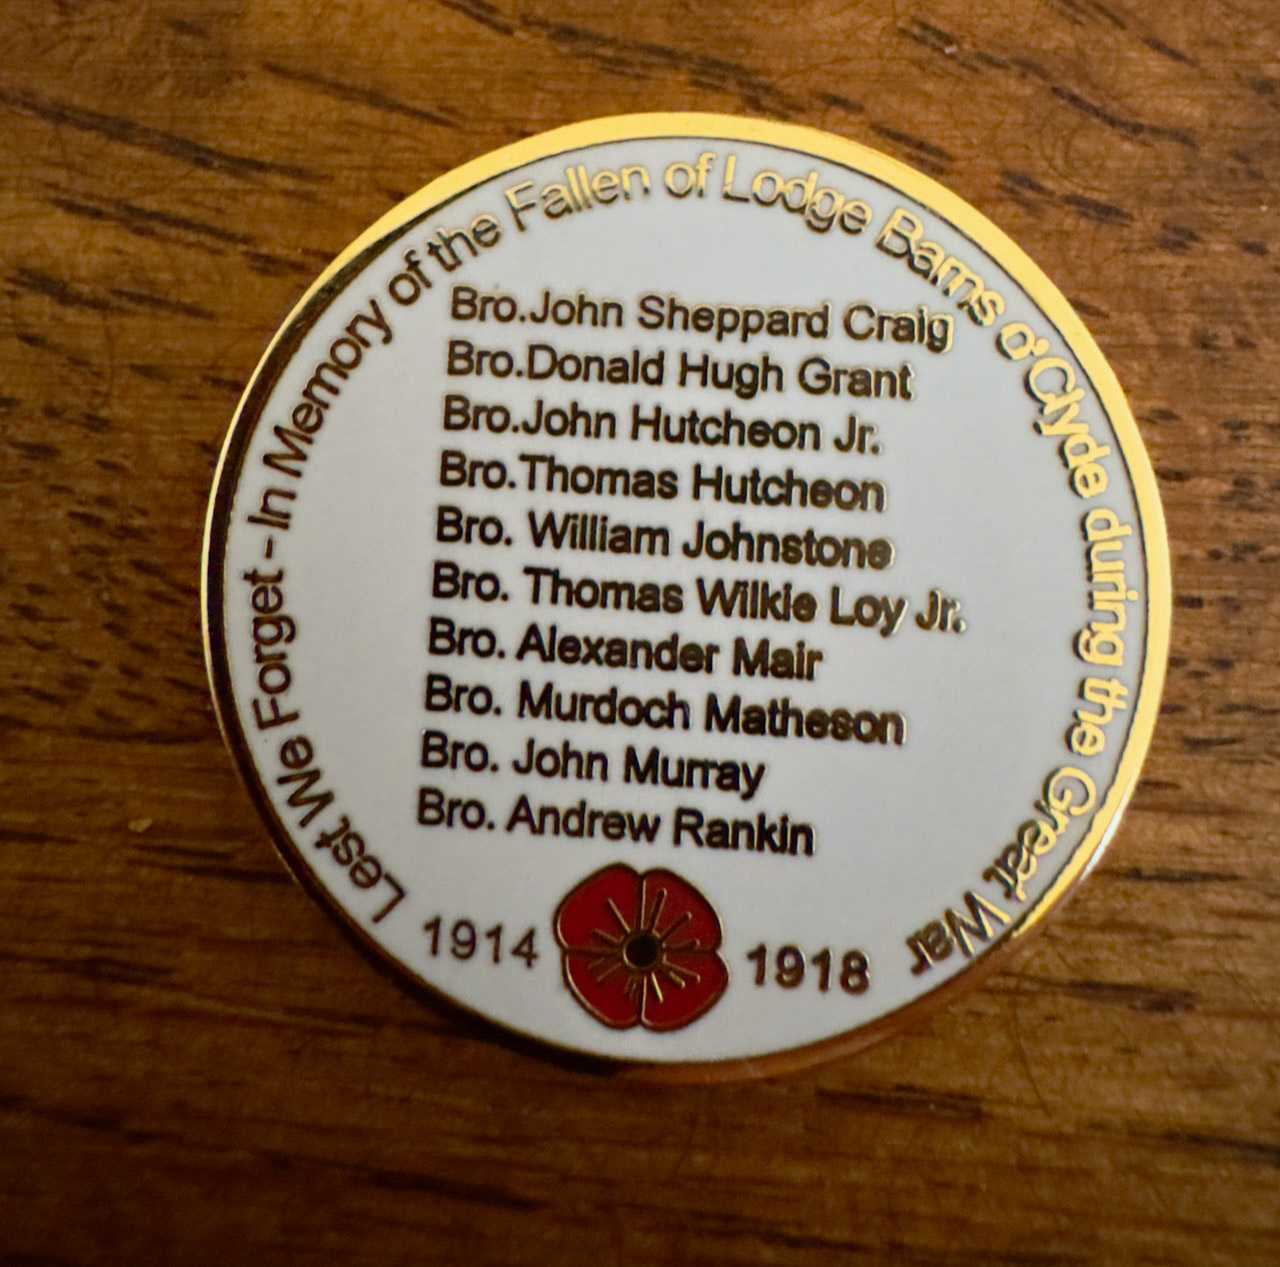 Lest We Forget - In Memory of the Fallen of Lodge Barns o'Clyde during the Great War
Bro.John Sheppard Craig
Bro.Donald Hugh Grant
Bro.John Hutcheon Jr.
Bro.Thomas Hutcheon
Bro. William Johnstone
Bro. Thomas Wilkie Loy Jr.
Bro. Alexander Mair
Bro. Murdoch Matheson
Bro. John Murray
Bro. Andrew Rankin
1914 1918